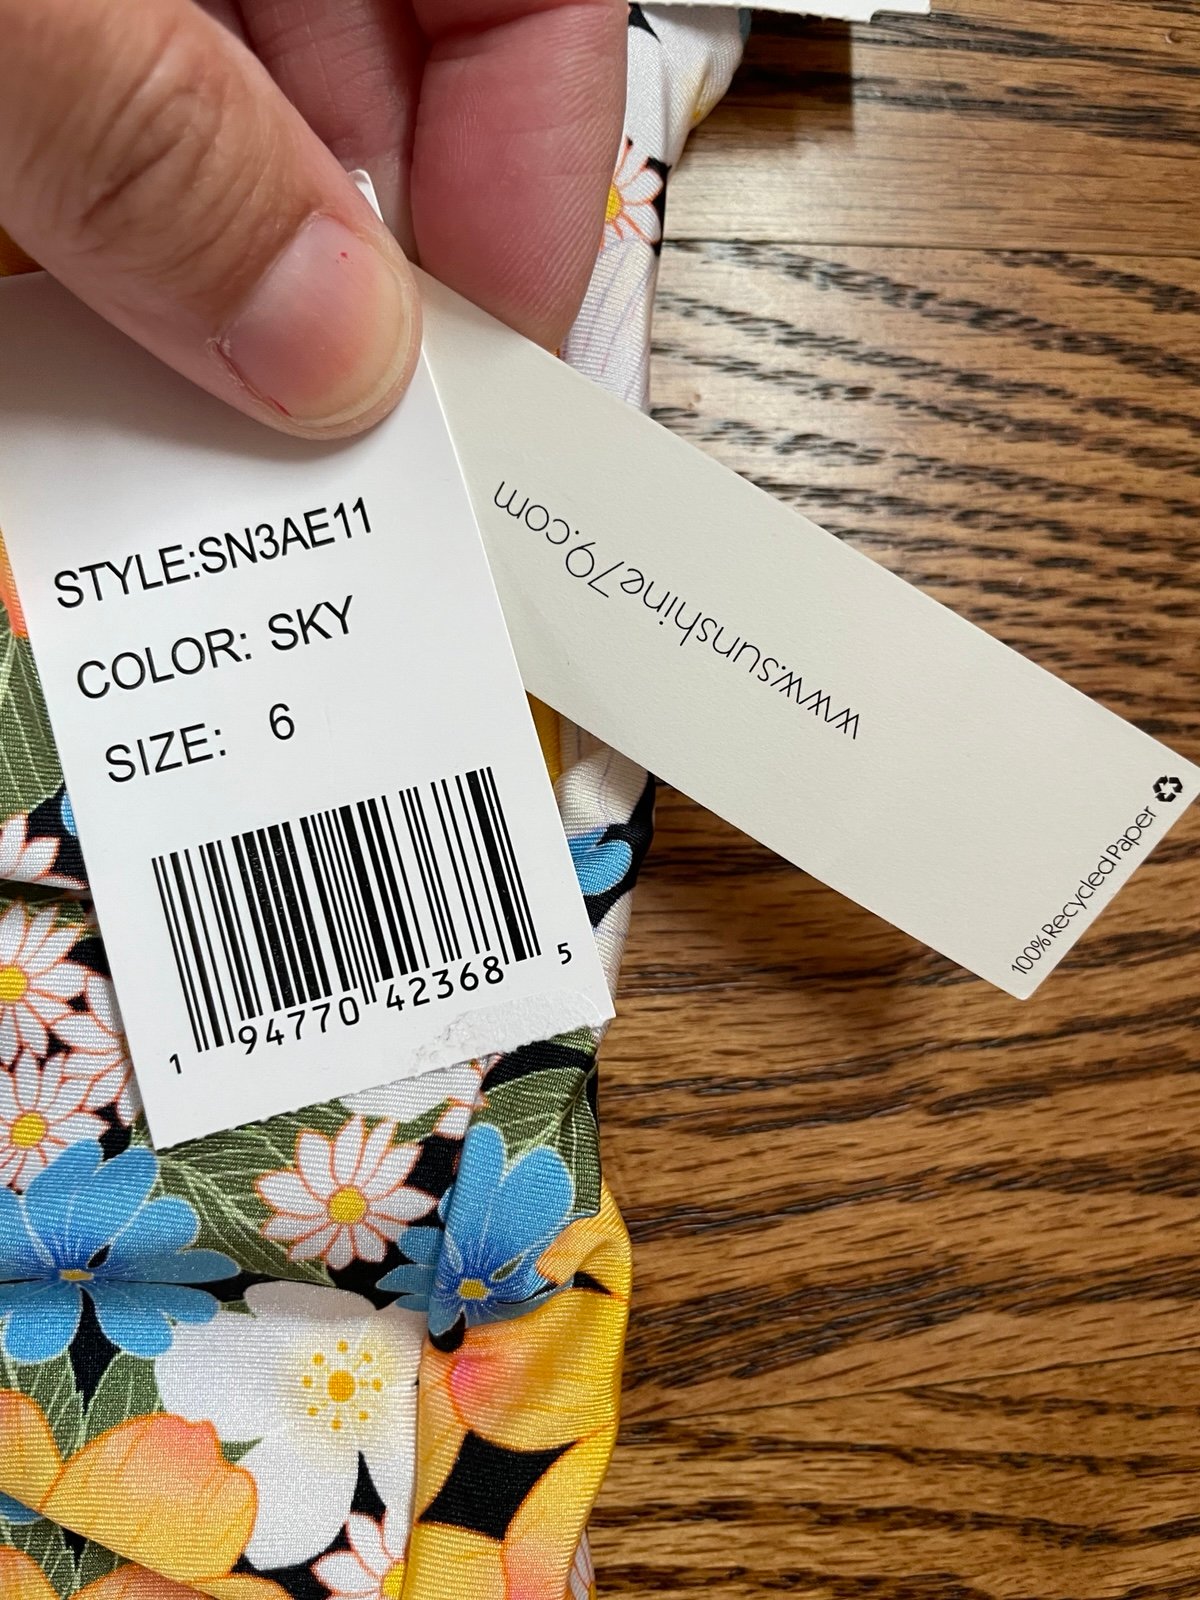 STYLE:SN3AE11
COLOR: SKY
SIZE: 6
1 94770 42368 5
www.sunshine79.com
100% Recycled Paper